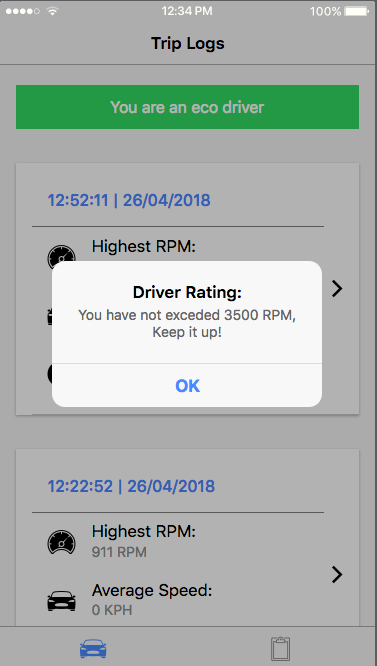 12:34 PM
100%
Trip Logs
You are an eco driver
12:52:11 | 26/04/2018
Highest RPM:
Driver Rating:
You have not exceded 3500 RPM,
Keep it up!
OK
12:22:52 | 26/04/2018
Highest RPM:
911 RPM
Average Speed:
0 KPH